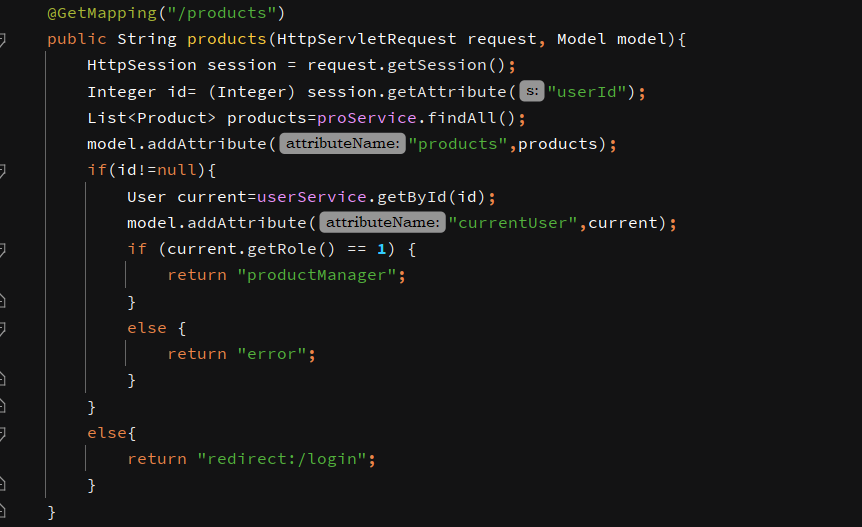 @GetMapping("/products")
public String products(HttpServletRequest request, Model model){
HttpSession session = request.getSession();
Integer id= (Integer) session.getAttribute( s: "userId");
List<Product> products=proService.findAll();
model.addAttribute( attributeName: "products",products);
if(id!=null){
User current=userService.getById(id);
model.addAttribute( attributeName: "currentUser",current);
if (current.getRole() == 1) {
return "productManager";
}
else {
return "error";
}
}
else{
return "redirect:/login";
}
}